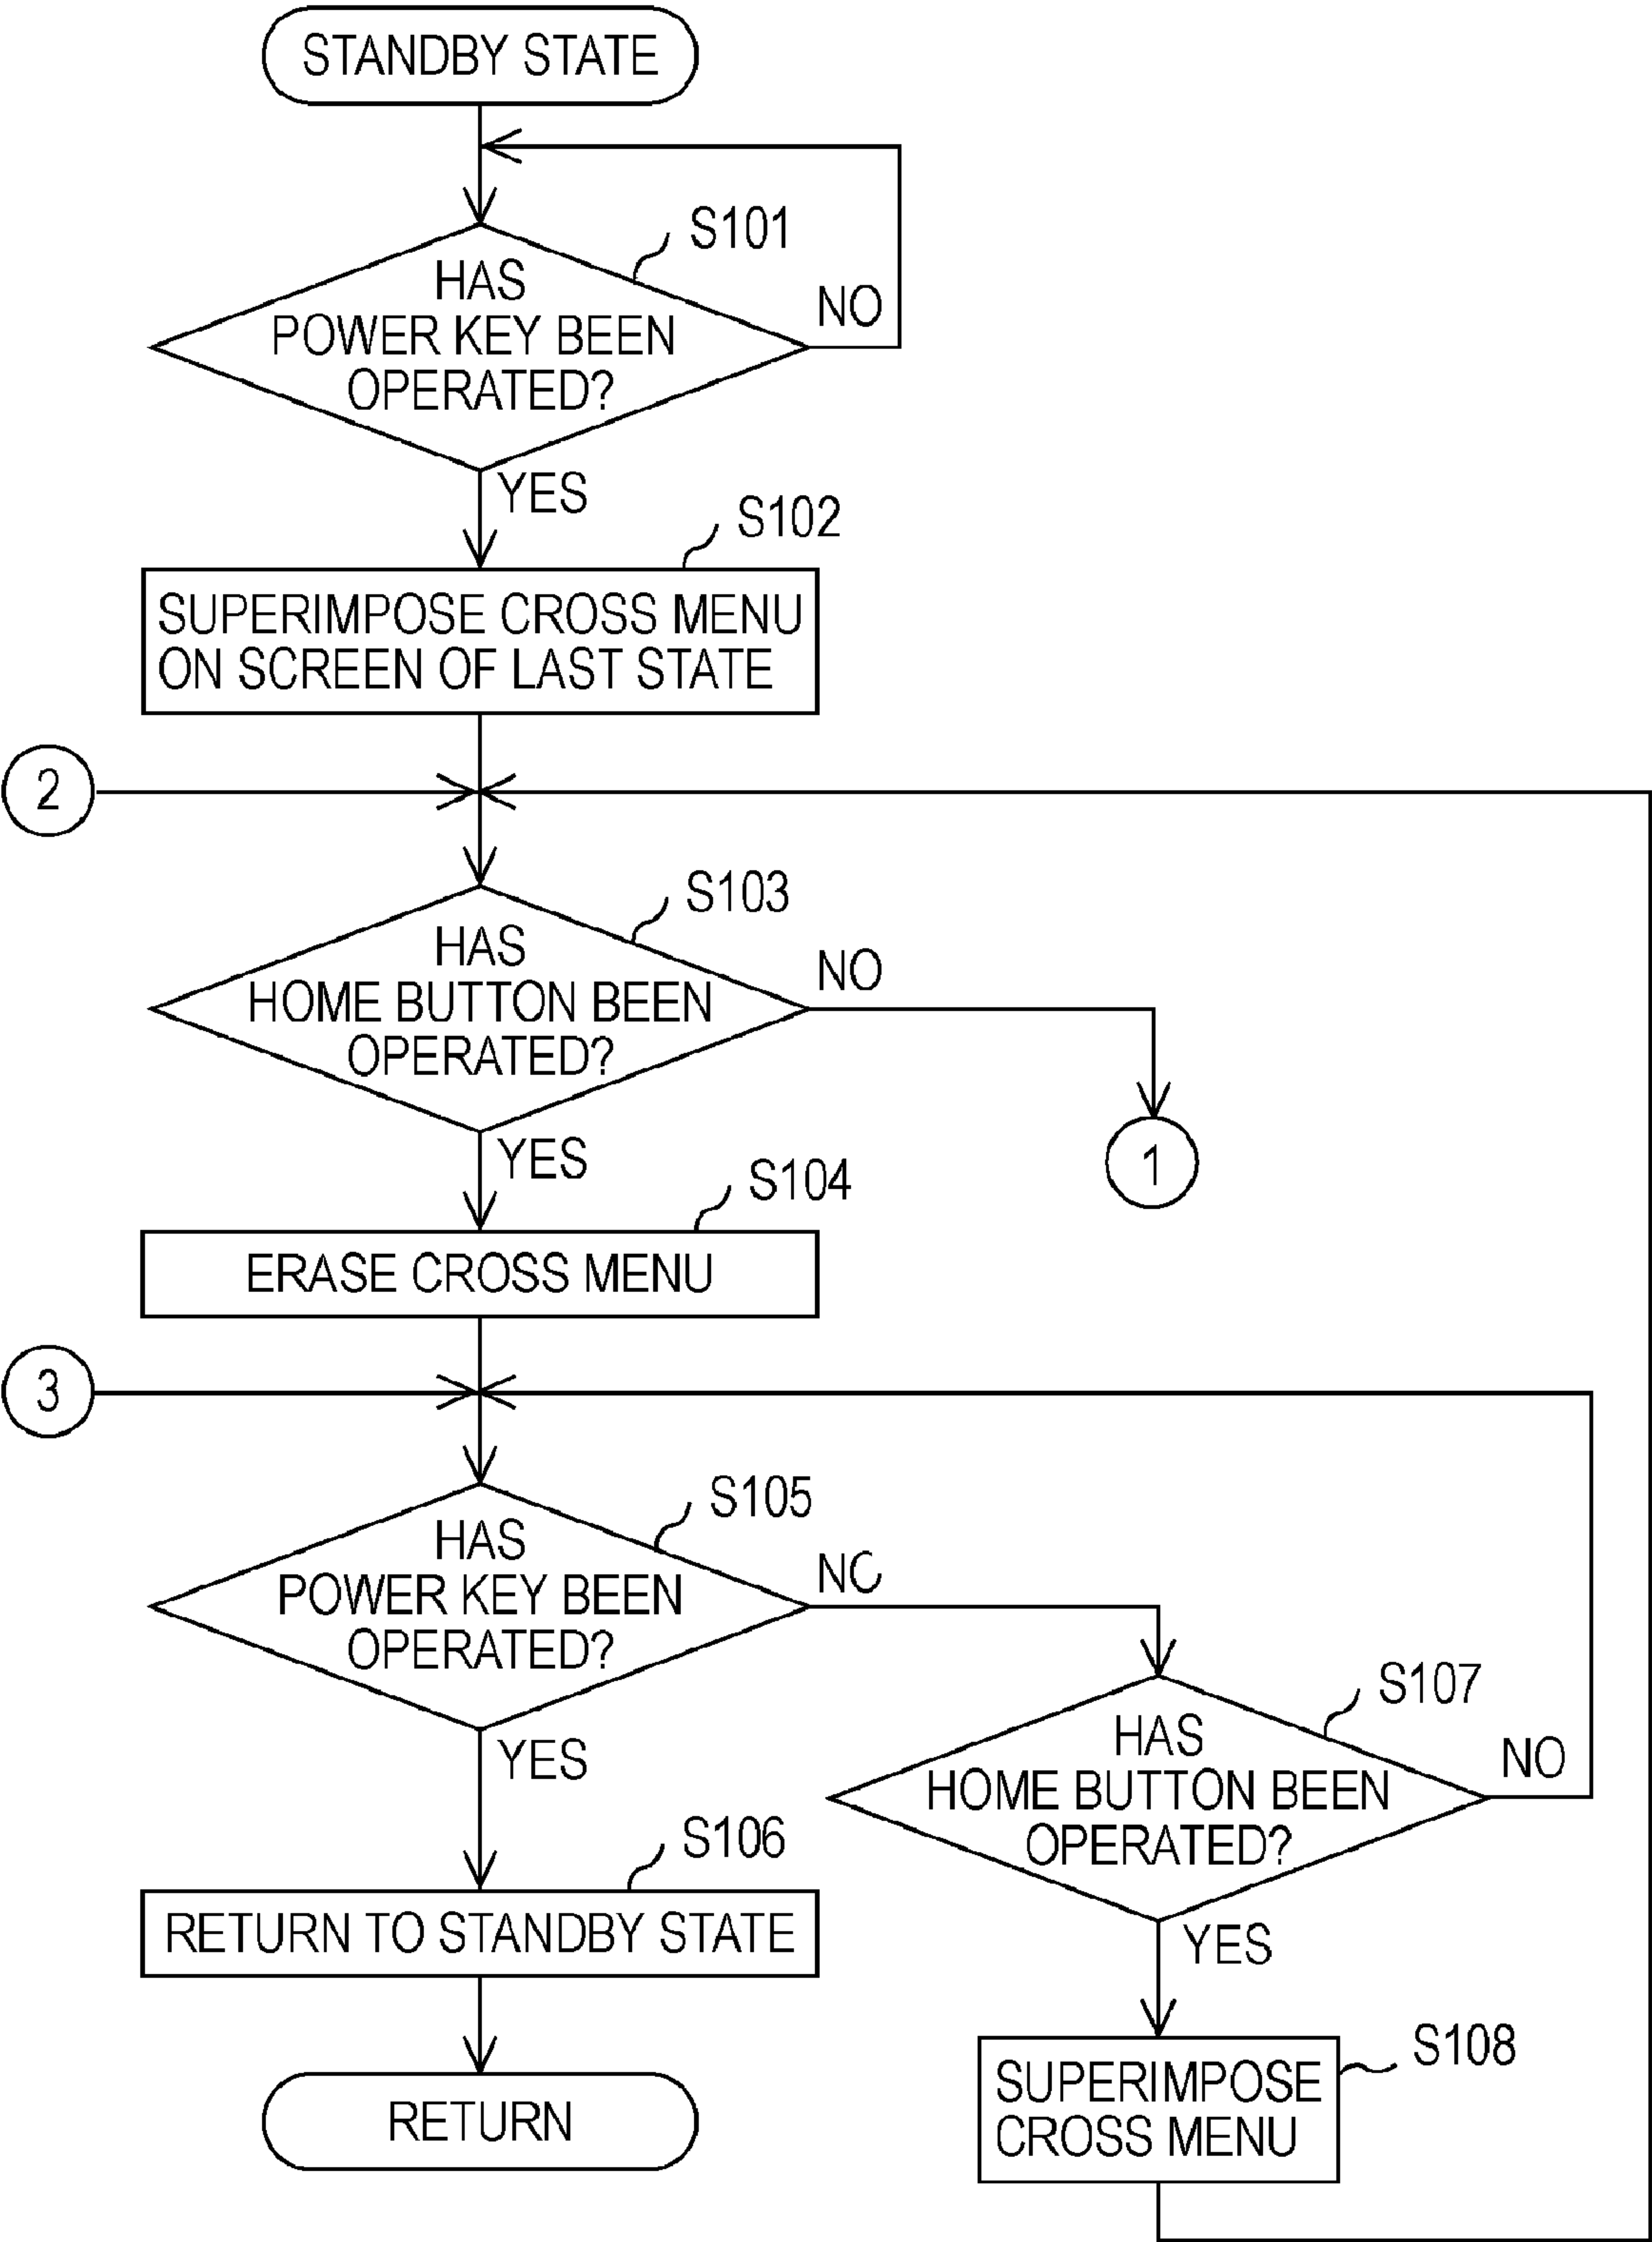 STANDBY STATE
S101
HAS
POWER KEY BEEN
OPERATED?
NO
YES
S102
SUPERIMPOSE CROSS MENU
ON SCREEN OF LAST STATE
2
S103
HAS
HOME BUTTON BEEN
OPERATED?
NO
1
YES
S104
ERASE CROSS MENU
3
S105
HAS
POWER KEY BEEN
OPERATED?
NO
YES
S107
HAS
HOME BUTTON BEEN
OPERATED?
NO
S106
RETURN TO STANDBY STATE
YES
RETURN
S108
SUPERIMPOSE
CROSS MENU